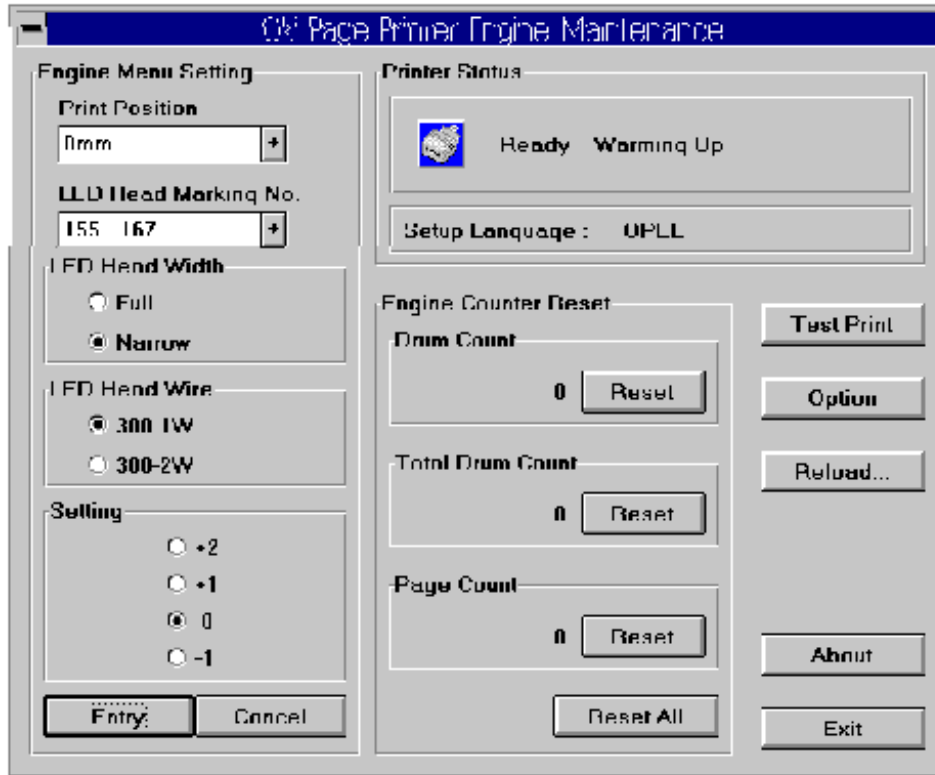 Oki Page Printer Engine Maintenance
Engine Menu Setting
Print Position
0mm
LED Head Marking No.
155 167
LED Head Width
Full
Narrow
LED Head Wire
300-1W
300-2W
Setting
+2
+1
0
-1
Entry Cancel
Printer Status
Ready Warming Up
Setup Language :
Engine Counter Reset
Drum Count
0 Reset
Total Drum Count
0 Reset
Page Count
0 Reset
Reset All
Test Print
Option
Reload...
About
Exit